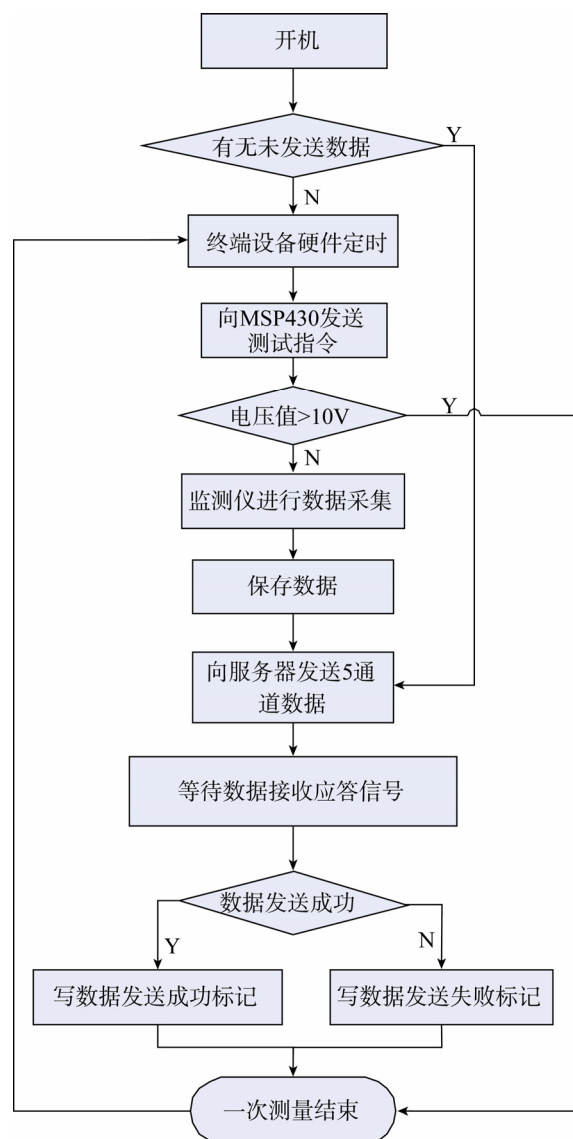 开机
有无未发送数据
Y
N
终端设备硬件定时
向MSP430发送
测试指令
电压值>10V
Y
N
监测仪进行数据采集
保存数据
向服务器发送5通
道数据
等待数据接收应答信号
数据发送成功
Y
N
写数据发送成功标记
写数据发送失败标记
一次测量结束